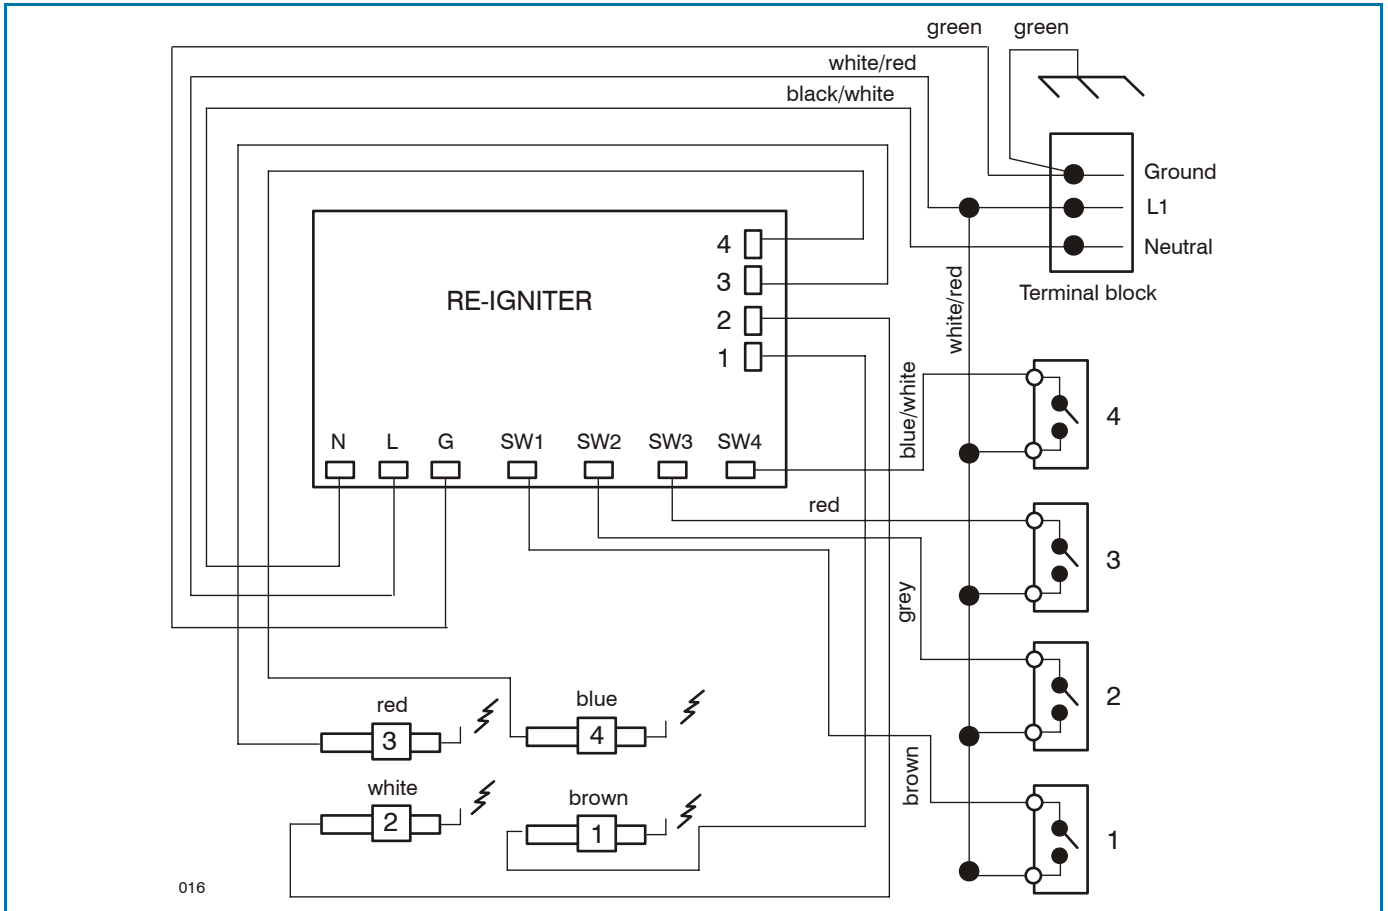 green green
white/red
black/white
Ground
L1
Neutral
Terminal block
4
3
2
1
RE-IGNITER
white/red
blue/white
N L G SW1 SW2 SW3 SW4
4
red
3
grey
2
brown
1
red
3
blue
4
white
2
brown
1
016